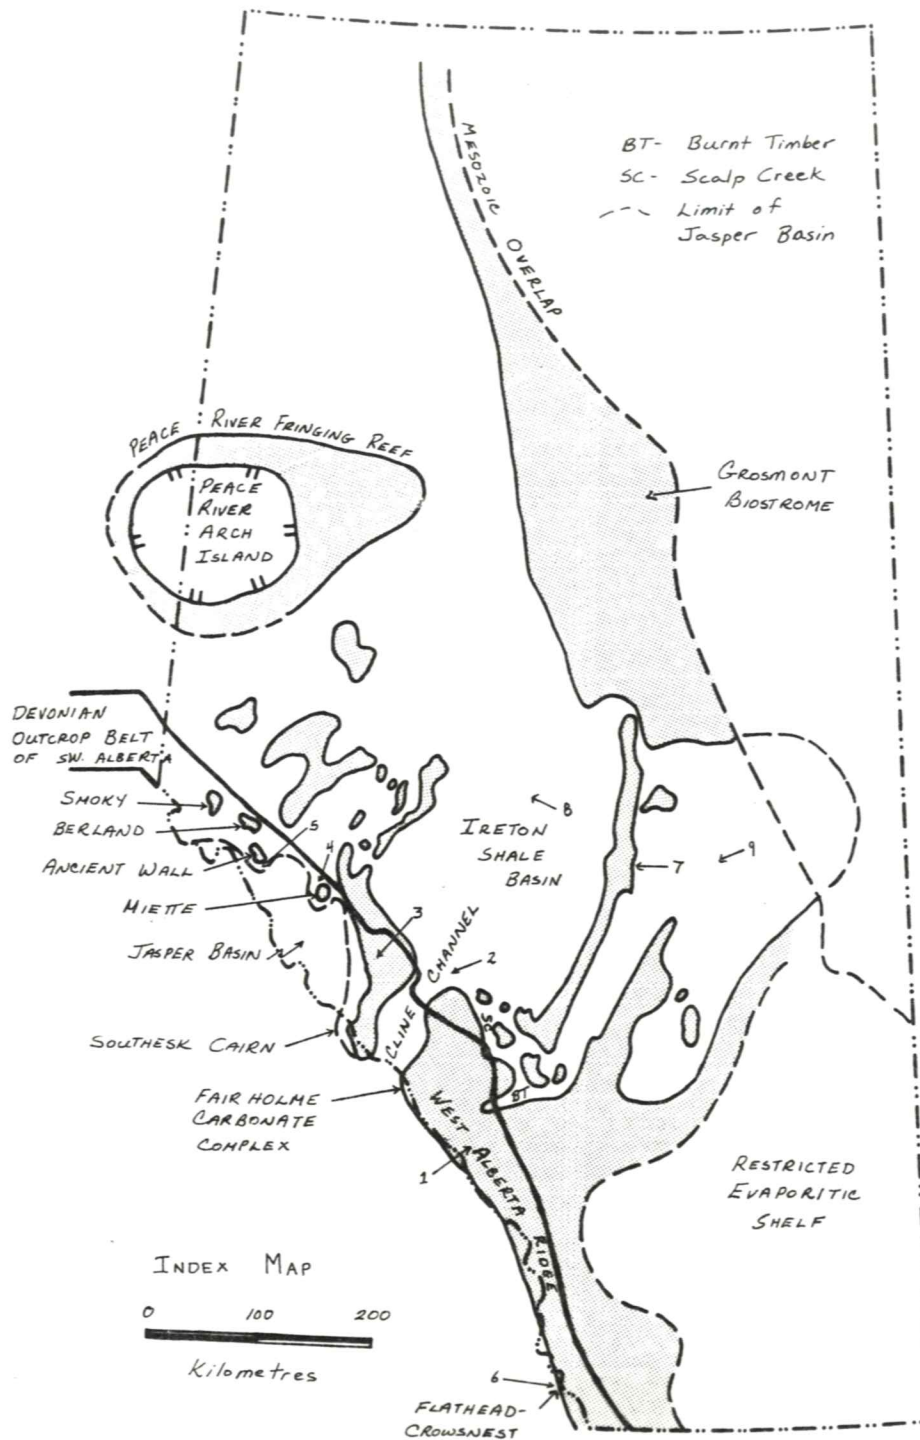 BT- Burnt Timber
SC- Scalp Creek
Limit of
Jasper Basin
MESOZOIC OVERLAP
PEACE RIVER FRINGING REEF
PEACE
RIVER
ARCH
ISLAND
GROSMONT
BIOSTROME
DEVONIAN
OUTCROP BELT
OF SW. ALBERTA
SMOKY
BERLAND
5
ANCIENT WALL
4
MIETTE
3
JASPER BASIN
8
IRETON
SHALE
BASIN
7
9
CLINE CHANNEL
2
SOUTHESK CAIRN
SC
BT
FAIRHOLME
CARBONATE
COMPLEX
WEST ALBERTA RIDGE
1
RESTRICTED
EVAPORITIC
SHELF
INDEX MAP
0 100 200
Kilometres
6
FLATHEAD-
CROWSNEST